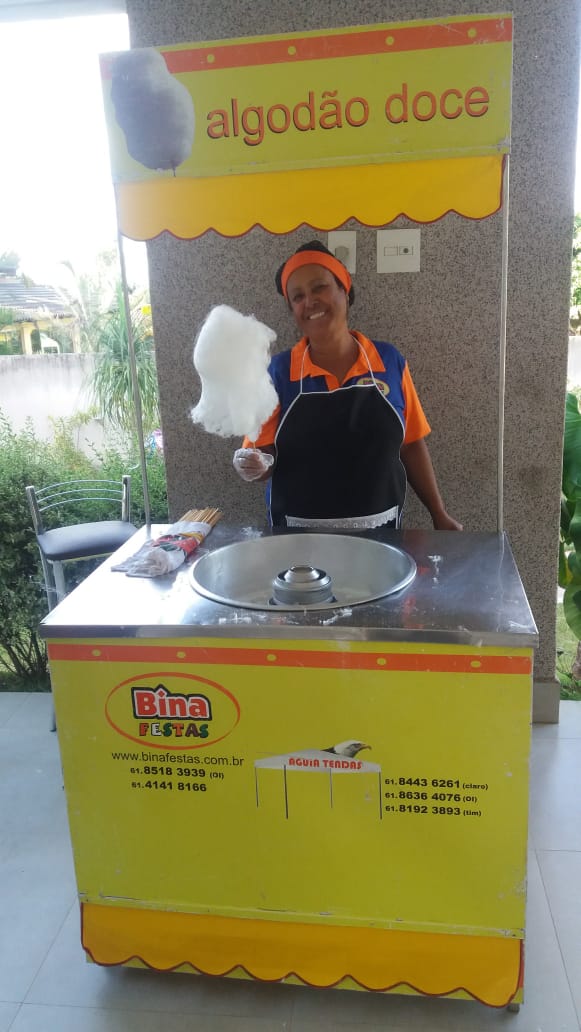 algodão doce
Bina
FESTAS
www.binafestas.com.br
61.8518 3939 (OI)
61.4141 8166
AGUiA TENDAS
61.8443 6261 (claro)
61.8636 4076 (OI)
61.8192 3893 (tim)